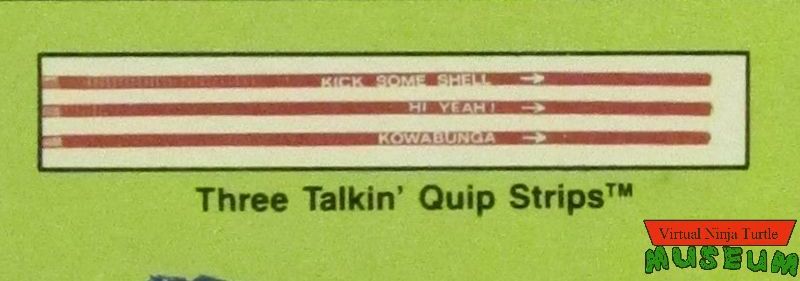 KICK SOME SHELL
HI YEAH!
KOWABUNGA
Three Talkin' Quip Strips™
Virtual Ninja Turtle
MUSEUM